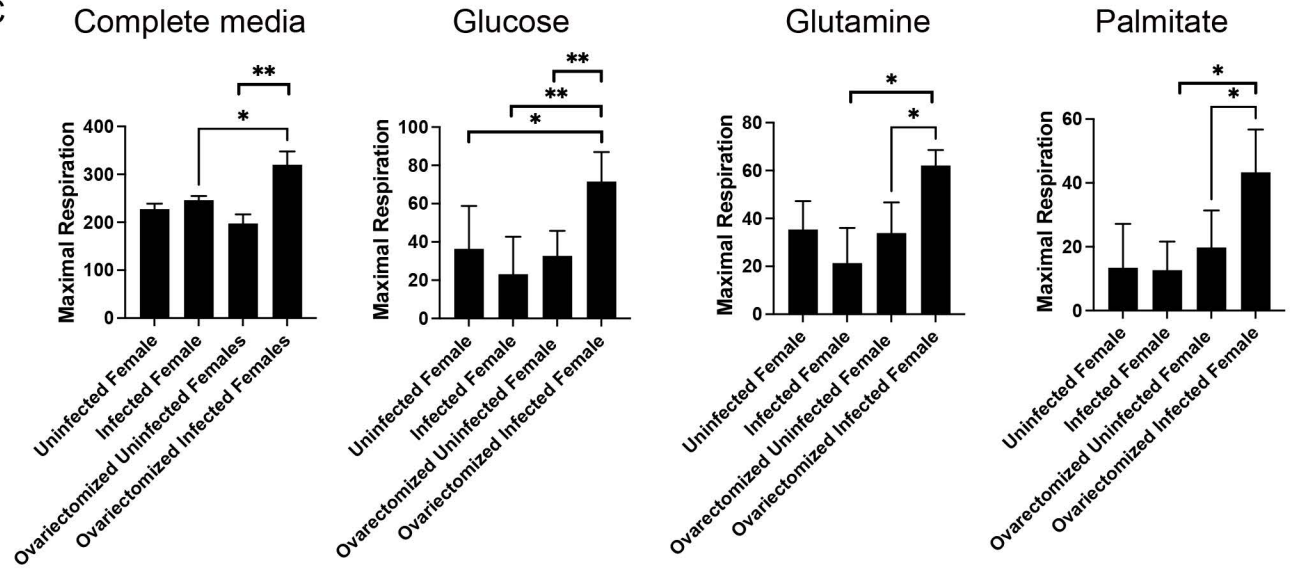 C
Complete media
**
*
Maximal Respiration
400
300
200
100
0
Uninfected Female
Infected Female
Ovariectomized Uninfected Females
Ovariectomized Infected Females
Glucose
**
**
*
Maximal Respiration
100
80
60
40
20
0
Uninfected Female
Infected Female
Ovarectomized Uninfected Female
Ovariectomized Infected Female
Glutamine
*
*
Maximal Respiration
80
60
40
20
0
Uninfected Female
Infected Female
Ovarectomized Uninfected Female
Ovariectomized Infected Female
Palmitate
*
*
Maximal Respiration
60
40
20
0
Uninfected Female
Infected Female
Ovarectomized Uninfected Female
Ovariectomized Infected Female